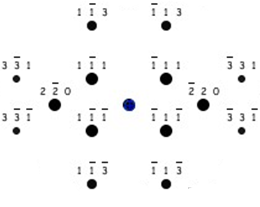 1 1̄ 3 1̄ 1 3
3 3̄ 1 1 1̄ 1 1̄ 1 1 3̄ 3 1
2 2̄ 0 2̄ 2 0
3 3̄ 1̄ 1 1̄ 1̄ 1̄ 1 1̄ 3̄ 3 1̄
1 1̄ 3̄ 1̄ 1 3̄